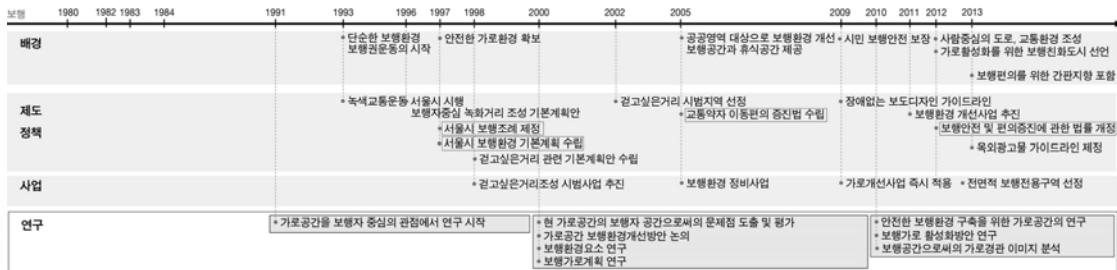 보행 1980 1982 1983 1984 1991 1993 1996 1997 1998 2000 2002 2005 2009 2010 2011 2012 2013
배경
단순한 보행환경
보행권운동의 시작
안전한 가로환경 확보
공공영역 대상으로 보행환경 개선
보행공간과 휴식공간 제공
시민 보행안전 보장
사람중심의 도로, 교통환경 조성
가로활성화를 위한 보행친화도시 선언
보행편의를 위한 간판지향 포함
제도
정책
녹색교통운동 서울시 시행
보행자중심 녹화거리 조성 기본계획안
서울시 보행조례 제정
서울시 보행환경 기본계획 수립
걷고싶은거리 관련 기본계획안 수립
걷고싶은거리 시범지역 선정
교통약자 이동편의 증진법 수립
장애없는 보도디자인 가이드라인
보행환경 개선사업 추진
보행안전 및 편의증진에 관한 법률 개정
옥외광고물 가이드라인 제정
사업
걷고싶은거리조성 시범사업 추진
보행환경 정비사업
가로개선사업 즉시 적용
전면적 보행전용구역 선정
연구
가로공간을 보행자 중심의 관점에서 연구 시작
현 가로공간의 보행자 공간으로써의 문제점 도출 및 평가
가로공간 보행환경개선방안 논의
보행환경요소 연구
보행가로계획 연구
안전한 보행환경 구축을 위한 가로공간의 연구
보행가로 활성화방안 연구
보행공간으로써의 가로경관 이미지 분석